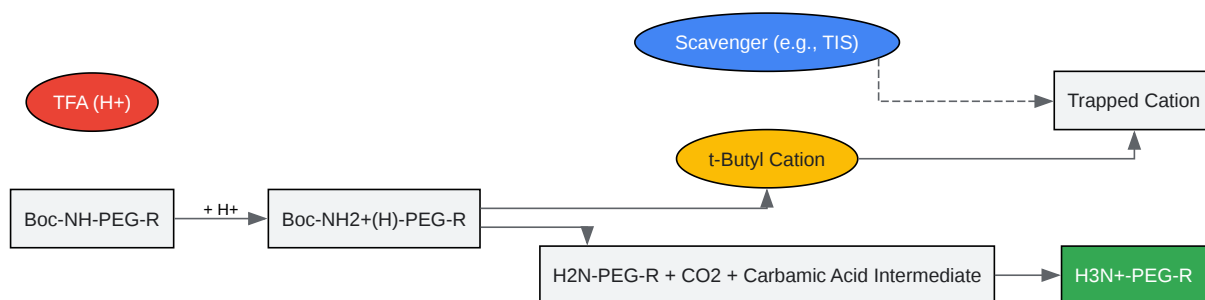 Scavenger (e.g., TIS)
TFA (H+)
Trapped Cation
t-Butyl Cation
Boc-NH-PEG-R
+ H+
Boc-NH2+(H)-PEG-R
H2N-PEG-R + CO2 + Carbamic Acid Intermediate
H3N+-PEG-R